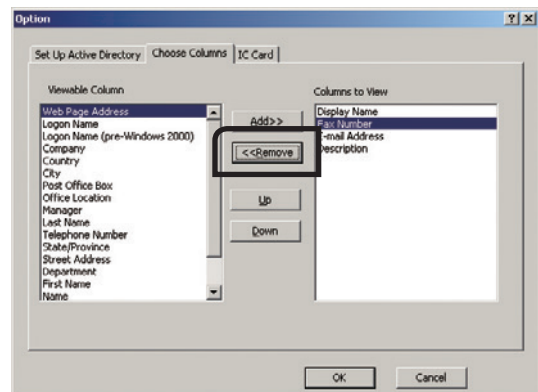 Option
Set Up Active Directory
Choose Columns
IC Card
Viewable Column
Web Page Address
Logon Name
Logon Name (pre-Windows 2000)
Company
Country
City
Post Office Box
Office Location
Manager
Last Name
Telephone Number
State/Province
Street Address
Department
First Name
Name
Add>>
<<Remove
Up
Down
Columns to View
Display Name
Fax Number
E-mail Address
Description
OK
Cancel